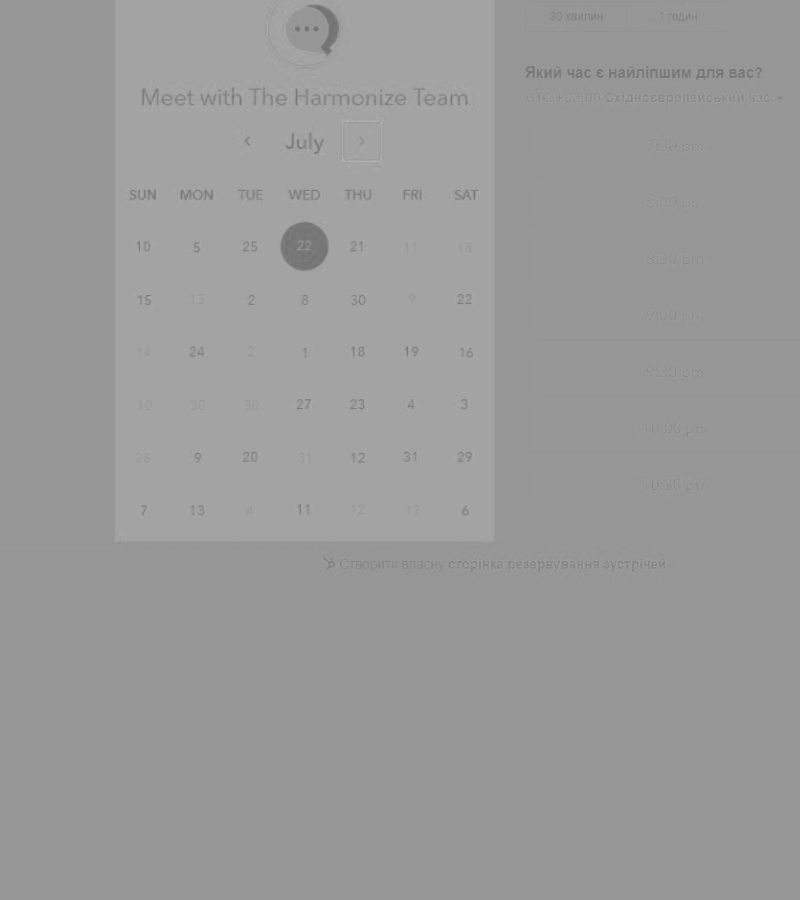 30 хвилин 1 годин
Meet with The Harmonize Team
July
SUN MON TUE WED THU FRI SAT
10 5 25 22 21 11 13
15 13 2 8 30 9 22
14 24 2 1 18 19 16
10 30 30 27 23 4 3
28 9 20 31 12 31 29
7 13 4 11 12 17 6
Який час є найліпшим для вас?
UTC +03:00 Східноєвропейський час
7:30 pm
8:00 pm
8:30 pm
9:00 pm
9:30 pm
10:00 pm
10:30 pm
Створити власну сторінка резервування зустрічей